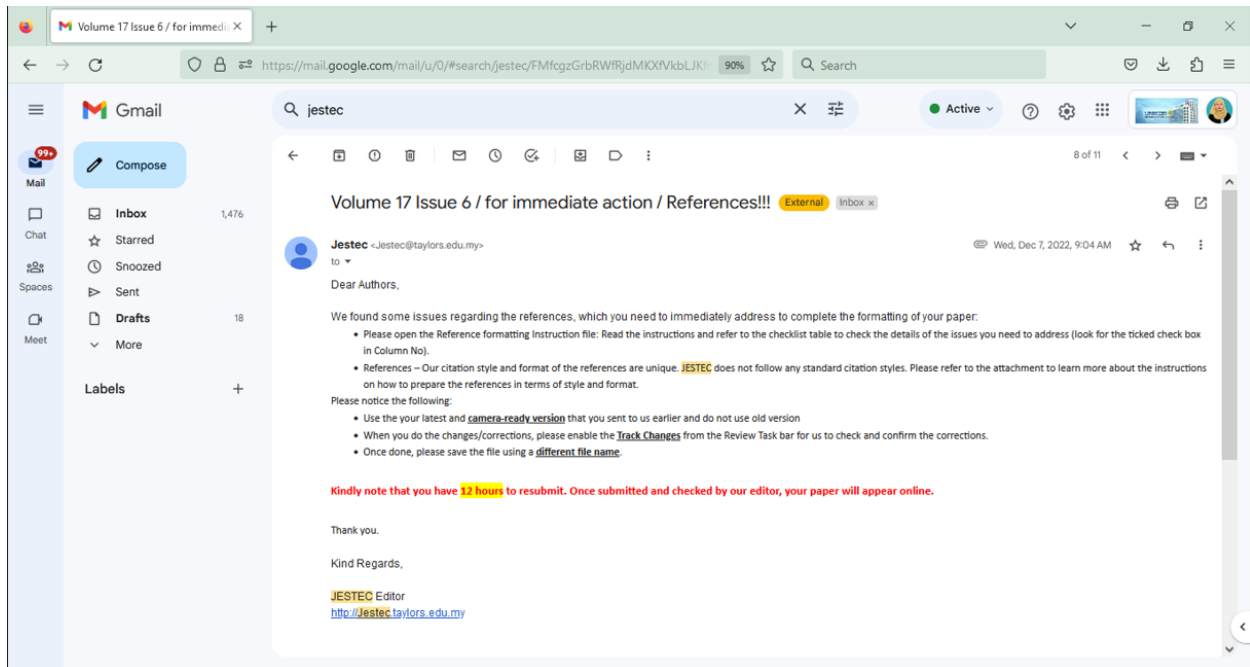 Volume 17 Issue 6 / for immedi
https://mail.google.com/mail/u/0/#search/jestec/FMfcgzGrbRWfRjdMKXfVkbLJKf
90%
Search
Gmail
jestec
Active
99+
Mail
Compose
8 of 11
Chat
Inbox 1,476
Starred
Spaces
Snoozed
Sent
Meet
Drafts 18
More
Labels
Volume 17 Issue 6 / for immediate action / References!!! External Inbox x
Jestec <Jestec@taylors.edu.my> Wed, Dec 7, 2022, 9:04 AM
to
Dear Authors,
We found some issues regarding the references, which you need to immediately address to complete the formatting of your paper:
• Please open the Reference formatting Instruction file: Read the instructions and refer to the checklist table to check the details of the issues you need to address (look for the ticked check box
in Column No).
• References – Our citation style and format of the references are unique. JESTEC does not follow any standard citation styles. Please refer to the attachment to learn more about the instructions
on how to prepare the references in terms of style and format.
Please notice the following:
• Use the your latest and camera-ready version that you sent to us earlier and do not use old version
• When you do the changes/corrections, please enable the Track Changes from the Review Task bar for us to check and confirm the corrections.
• Once done, please save the file using a different file name.
Kindly note that you have 12 hours to resubmit. Once submitted and checked by our editor, your paper will appear online.
Thank you.
Kind Regards,
JESTEC Editor
http://Jestec.taylors.edu.my